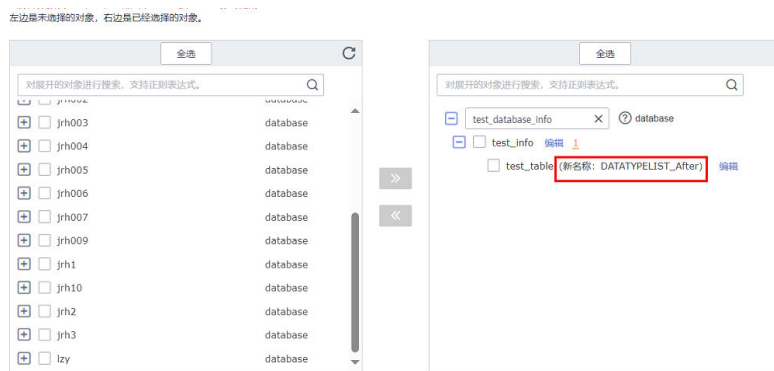 左边是未选择的对象，右边是已经选择的对象。
全选
对展开的对象进行搜索，支持正则表达式。
jrh002 database
jrh003 database
jrh004 database
jrh005 database
jrh006 database
jrh007 database
jrh009 database
jrh1 database
jrh10 database
jrh2 database
jrh3 database
lzy database
全选
对展开的对象进行搜索，支持正则表达式。
test_database_info database
test_info 编辑 1
test_table (新名称：DATATYPELIST_After) 编辑